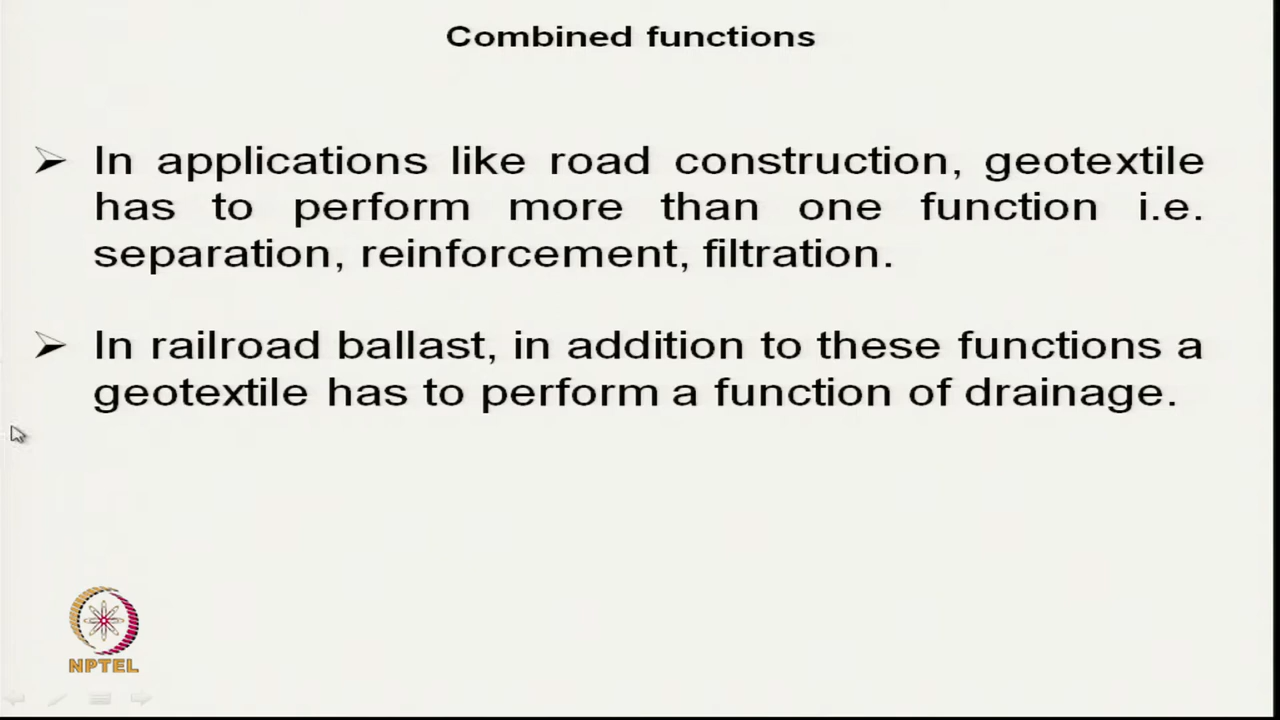 Combined functions
In applications like road construction, geotextile
has to perform more than one function i.e.
separation, reinforcement, filtration.
In railroad ballast, in addition to these functions a
geotextile has to perform a function of drainage.
NPTEL